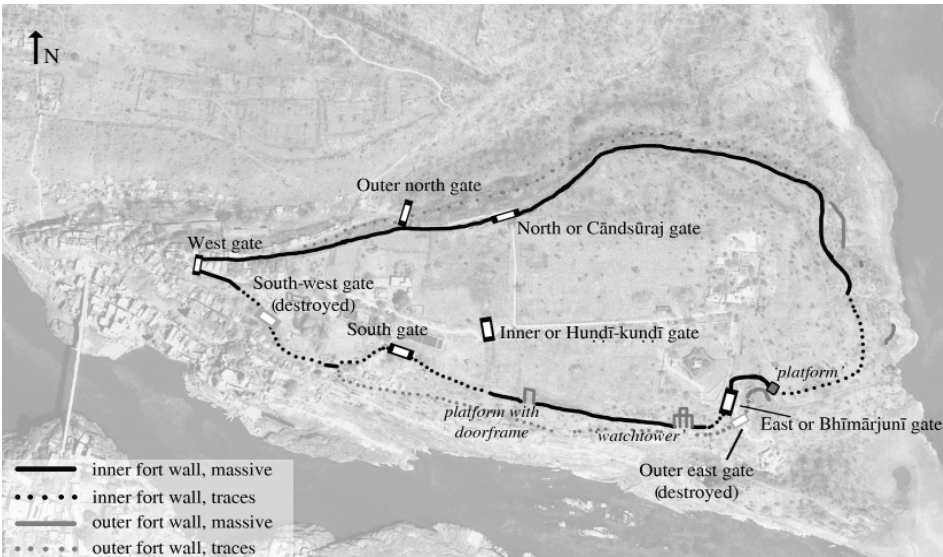 N
Outer north gate
North or Cāndsūraj gate
West gate
South-west gate
(destroyed)
South gate
Inner or Huṇḍī-kuṇḍī gate
'platform'
platform with
doorframe
'watchtower'
East or Bhīmārjunī gate
Outer east gate
(destroyed)
inner fort wall, massive
inner fort wall, traces
outer fort wall, massive
outer fort wall, traces